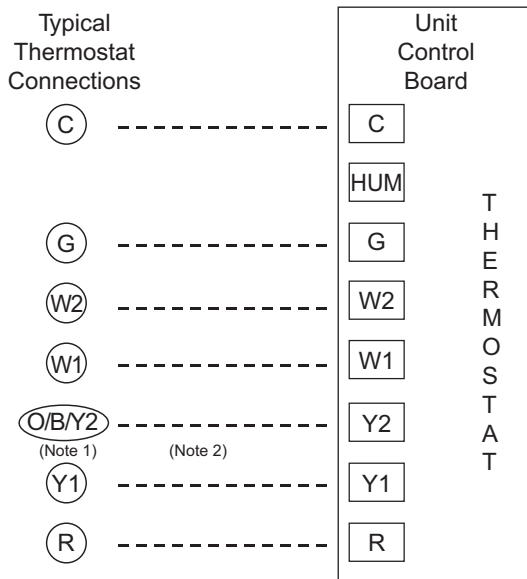 Typical
Thermostat
Connections
Unit
Control
Board
C
C
HUM
G
G
W2
W2
W1
W1
O/B/Y2
Y2
(Note 1)
(Note 2)
Y1
Y1
R
R
THERMOSTAT